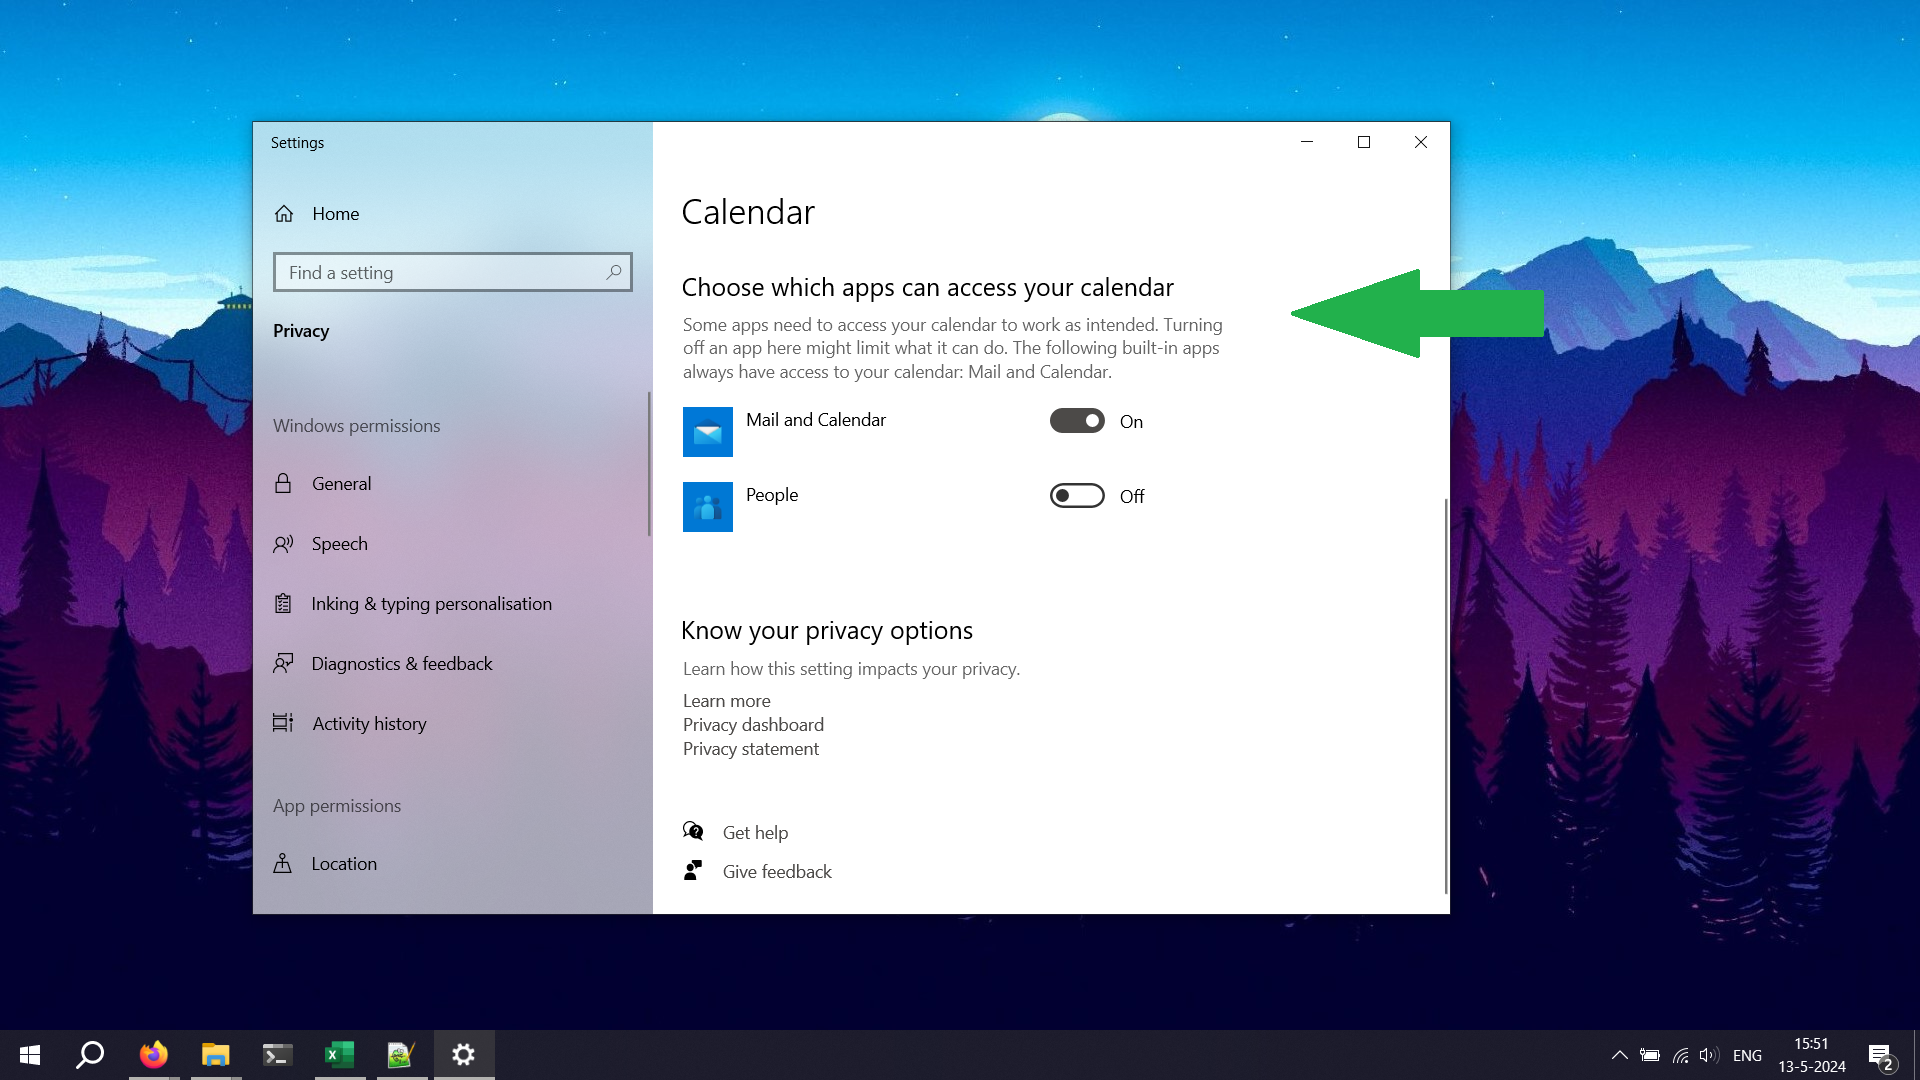 Settings
Home
Find a setting
Privacy
Windows permissions
General
Speech
Inking & typing personalisation
Diagnostics & feedback
Activity history
App permissions
Location
Calendar
Choose which apps can access your calendar
Some apps need to access your calendar to work as intended. Turning
off an app here might limit what it can do. The following built-in apps
always have access to your calendar: Mail and Calendar.
Mail and Calendar
On
People
Off
Know your privacy options
Learn how this setting impacts your privacy.
Learn more
Privacy dashboard
Privacy statement
Get help
Give feedback
ENG
15:51
13-5-2024
2